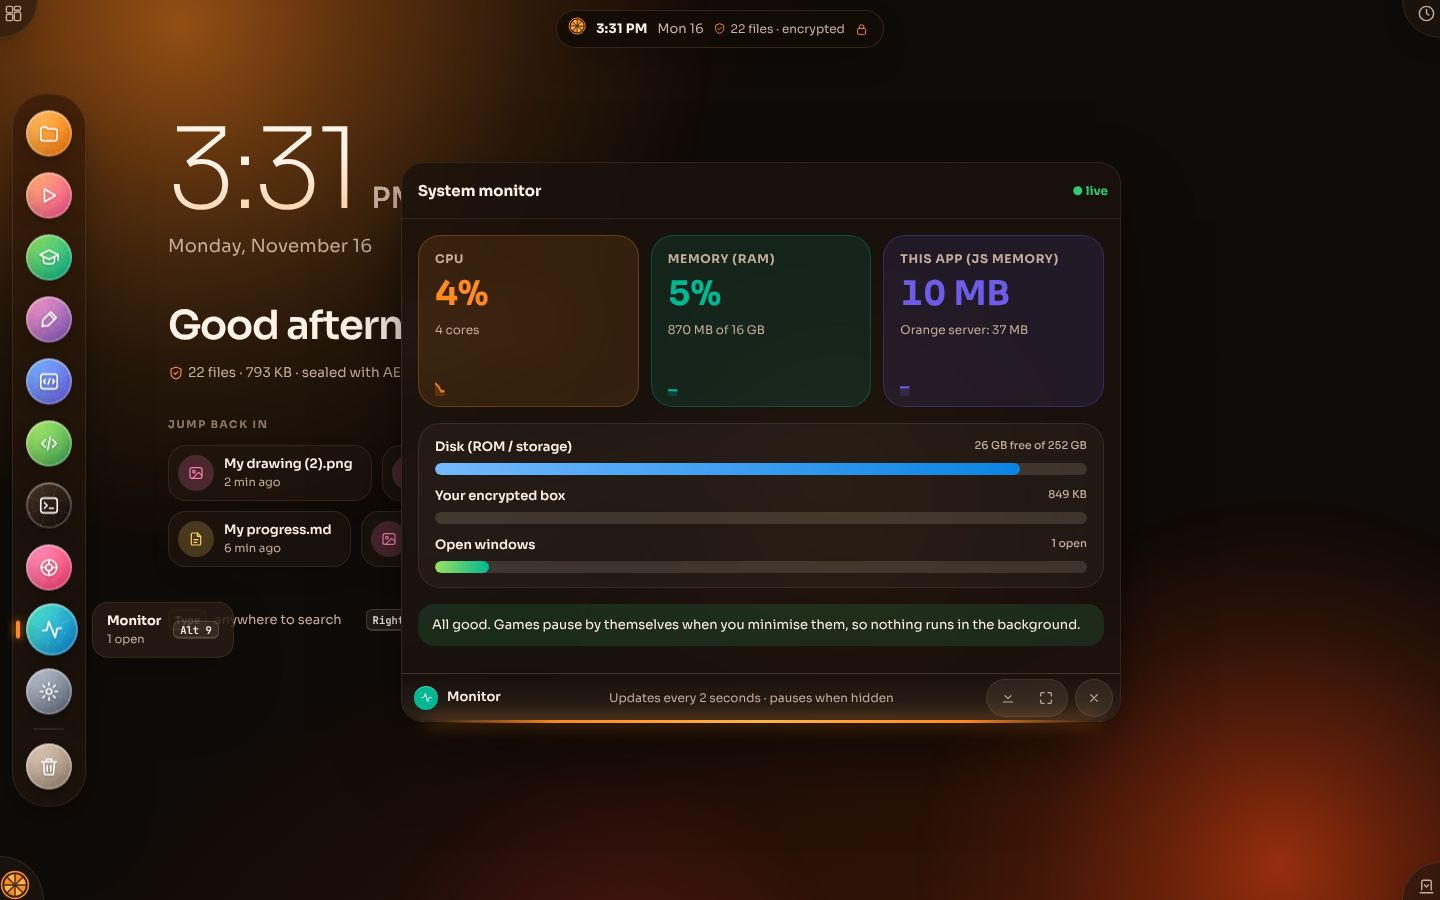 3:31 PM Mon 16 22 files · encrypted
3:31
Monday, November 16
Good aftern
22 files · 793 KB · sealed with AE
JUMP BACK IN
My drawing (2).png
2 min ago
My progress.md
6 min ago
anywhere to search
Right
Monitor
1 open
Alt 9
System monitor
live
CPU
4%
4 cores
MEMORY (RAM)
5%
870 MB of 16 GB
THIS APP (JS MEMORY)
10 MB
Orange server: 37 MB
Disk (ROM / storage)
26 GB free of 252 GB
Your encrypted box
849 KB
Open windows
1 open
All good. Games pause by themselves when you minimise them, so nothing runs in the background.
Monitor
Updates every 2 seconds · pauses when hidden